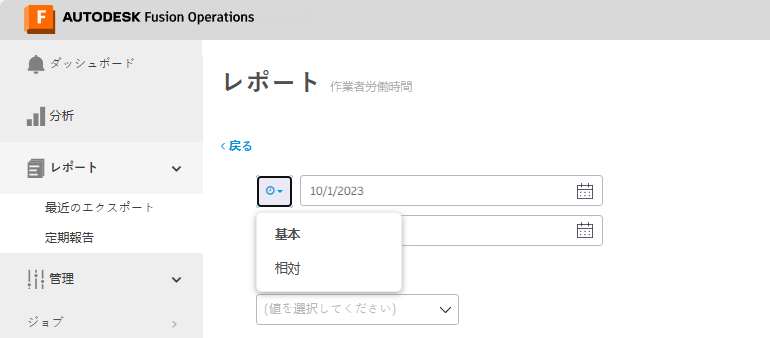 F AUTODESK Fusion Operations
ダッシュボード
分析
レポート
最近のエクスポート
定期報告
管理
ジョブ
レポート 作業者労働時間
戻る
10/1/2023
基本
相対
(値を選択してください)